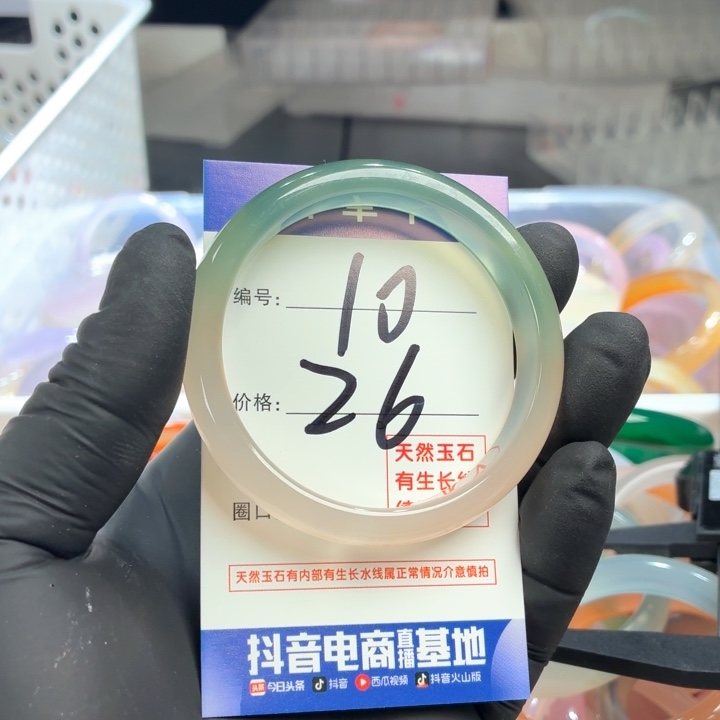 编号: 10
价格: 26
天然玉石
有生长
天然玉石有内部有生长水线属正常情况介意慎拍
抖音电商直播基地
头条 今日头条 抖音 西瓜视频 抖音火山版